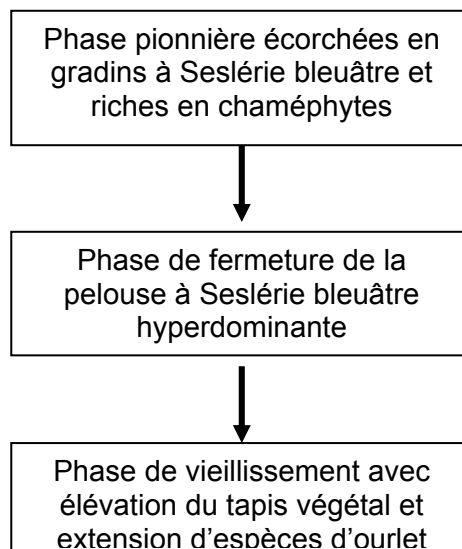 Phase pionnière écorchées en
gradins à Seslérie bleuâtre et
riches en chaméphytes
Phase de fermeture de la
pelouse à Seslérie bleuâtre
hyperdominante
Phase de vieillissement avec
élévation du tapis végétal et
extension d'espèces d'ourlet